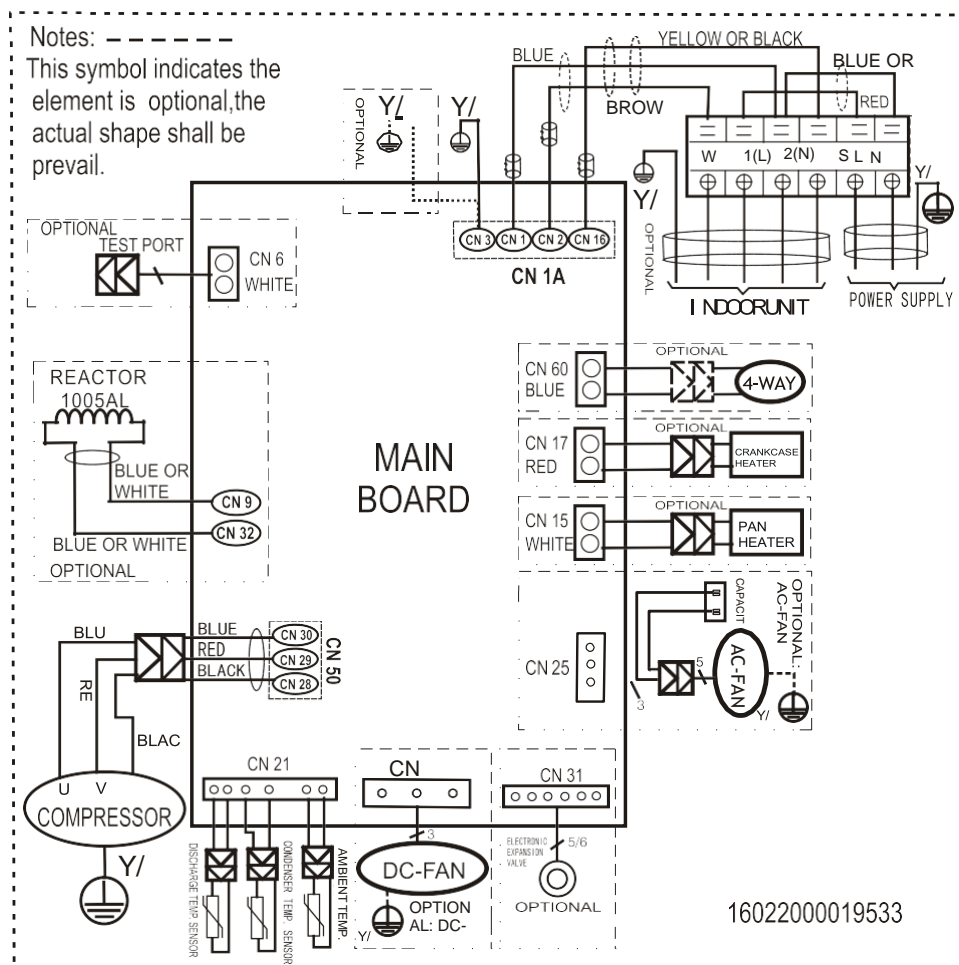 Notes:
This symbol indicates the
element is optional,the
actual shape shall be
prevail.
OPTIONAL
Y/
Y/
BLUE
YELLOW OR BLACK
BROW
BLUE OR
RED
W 1(L) 2(N) S L N
Y/
Y/
OPTIONAL
INDOORUNIT
POWER SUPPLY
CN 3 CN 1 CN 2 CN 16
CN 1A
OPTIONAL
TEST PORT
CN 6
WHITE
REACTOR
1005AL
BLUE OR
WHITE
CN 9
CN 32
BLUE OR WHITE
OPTIONAL
MAIN
BOARD
CN 60
BLUE
OPTIONAL
4-WAY
CN 17
RED
OPTIONAL
CRANKCASE
HEATER
CN 15
WHITE
OPTIONAL
PAN
HEATER
CN 25
3
5
CAPACIT
AC-FAN
Y/
OPTIONAL:
AC-FAN
BLU
RE
BLAC
BLUE
RED
BLACK
CN 30
CN 29
CN 28
CN 50
U V
COMPRESSOR
Y/
CN 21
DISCHARGE TEMP. SENSOR
CONDENSER TEMP. SENSOR
AMBIENT TEMP.
CN
3
DC-FAN
Y/
OPTION
AL: DC-
CN 31
ELECTRONIC
EXPANSION
VALVE
5/6
OPTIONAL
16022000019533